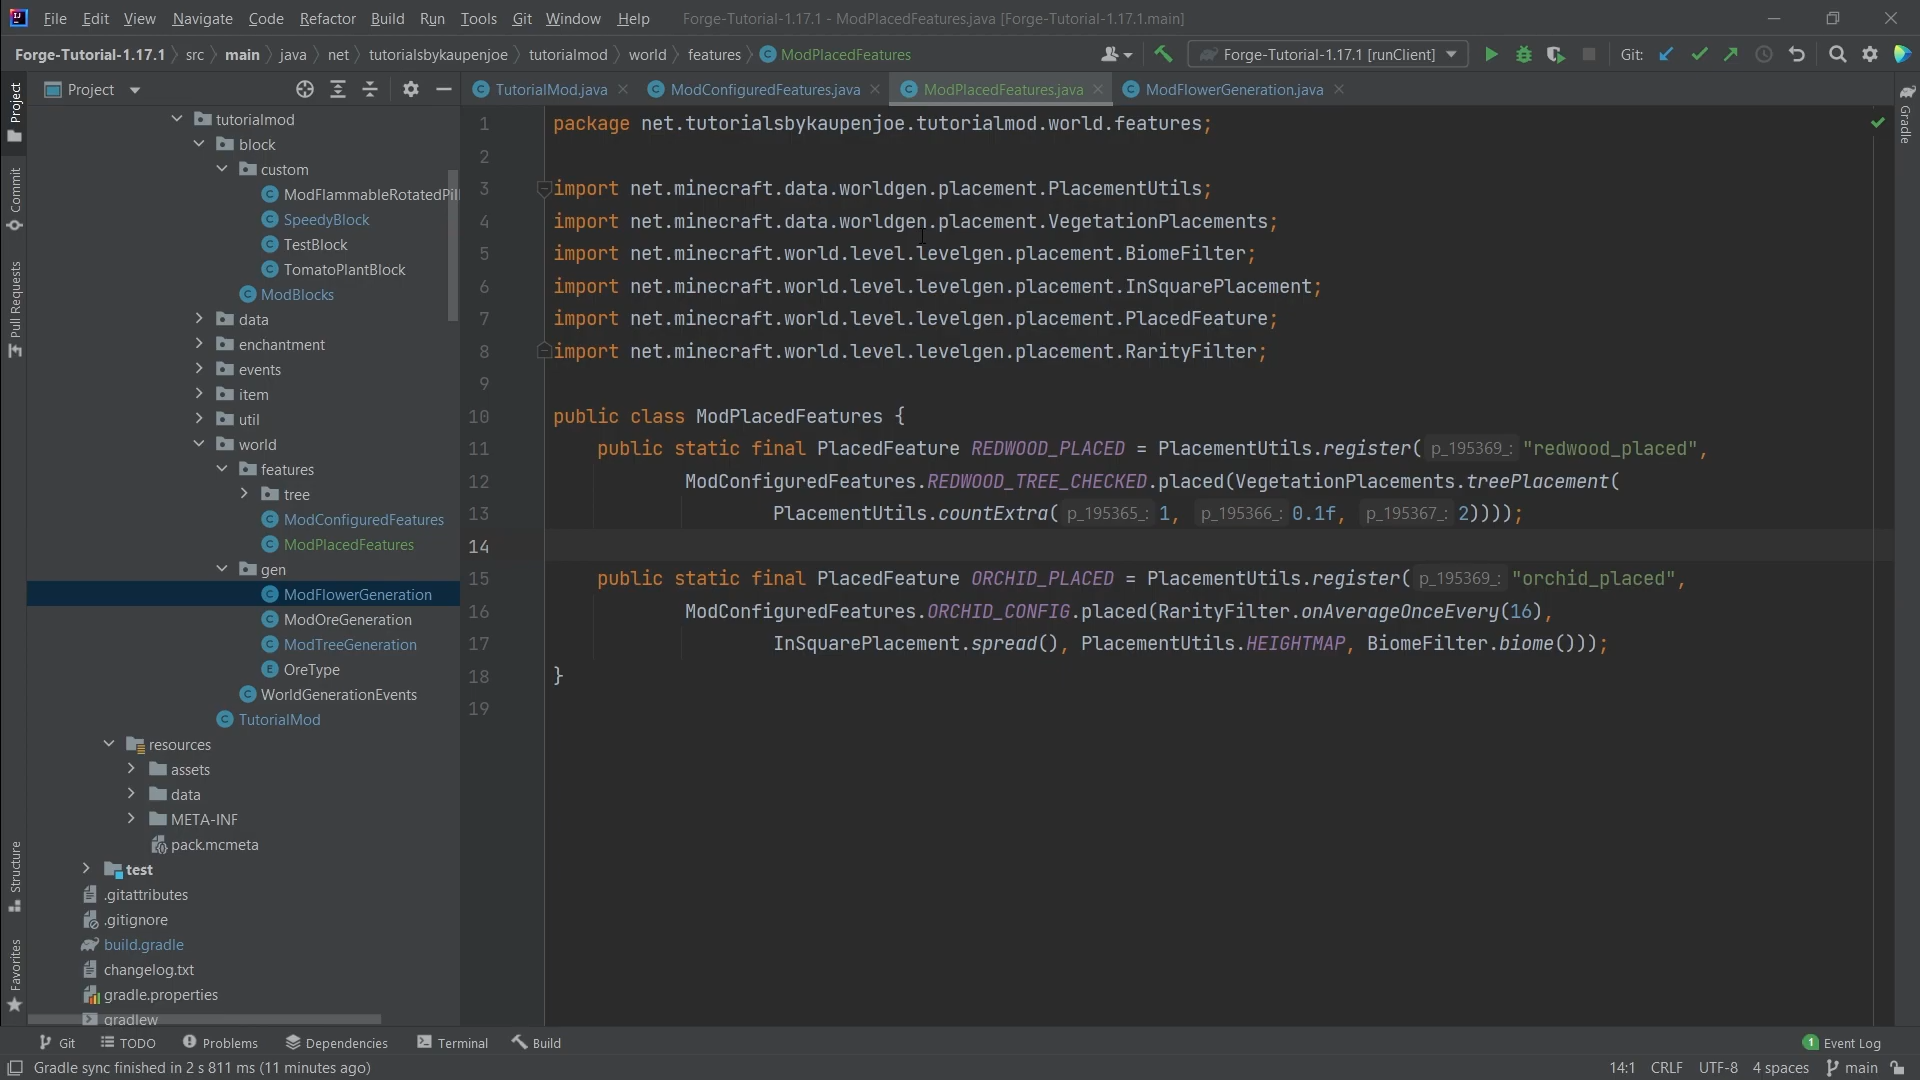 File Edit View Navigate Code Refactor Build Run Tools Git Window Help Forge-Tutorial-1.17.1 - ModPlacedFeatures.java [Forge-Tutorial-1.17.1.main]
Forge-Tutorial-1.17.1 src main java net tutorialsbykaupenjoe tutorialmod world features ModPlacedFeatures Forge-Tutorial-1.17.1 [runClient] Git:
Project
TutorialMod.java ModConfiguredFeatures.java ModPlacedFeatures.java ModFlowerGeneration.java
Project
Commit
Pull Requests
Structure
Favorites
tutorialmod
block
custom
ModFlammableRotatedPil
SpeedyBlock
TestBlock
TomatoPlantBlock
ModBlocks
data
enchantment
events
item
util
world
features
tree
ModConfiguredFeatures
ModPlacedFeatures
gen
ModFlowerGeneration
ModOreGeneration
ModTreeGeneration
OreType
WorldGenerationEvents
TutorialMod
resources
assets
data
META-INF
pack.mcmeta
test
.gitattributes
.gitignore
build.gradle
changelog.txt
gradle.properties
gradlew
1 package net.tutorialsbykaupenjoe.tutorialmod.world.features;
2
3 import net.minecraft.data.worldgen.placement.PlacementUtils;
4 import net.minecraft.data.worldgen.placement.VegetationPlacements;
5 import net.minecraft.world.level.levelgen.placement.BiomeFilter;
6 import net.minecraft.world.level.levelgen.placement.InSquarePlacement;
7 import net.minecraft.world.level.levelgen.placement.PlacedFeature;
8 import net.minecraft.world.level.levelgen.placement.RarityFilter;
9
10 public class ModPlacedFeatures {
11 public static final PlacedFeature REDWOOD_PLACED = PlacementUtils.register( p_195369_: "redwood_placed",
12 ModConfiguredFeatures.REDWOOD_TREE_CHECKED.placed(VegetationPlacements.treePlacement(
13 PlacementUtils.countExtra( p_195365_: 1, p_195366_: 0.1f, p_195367_: 2))));
14
15 public static final PlacedFeature ORCHID_PLACED = PlacementUtils.register( p_195369_: "orchid_placed",
16 ModConfiguredFeatures.ORCHID_CONFIG.placed(RarityFilter.onAverageOnceEvery(16),
17 InSquarePlacement.spread(), PlacementUtils.HEIGHTMAP, BiomeFilter.biome()));
18 }
19
Gradle
Git TODO Problems Dependencies Terminal Build 1 Event Log
Gradle sync finished in 2 s 811 ms (11 minutes ago) 14:1 CRLF UTF-8 4 spaces main